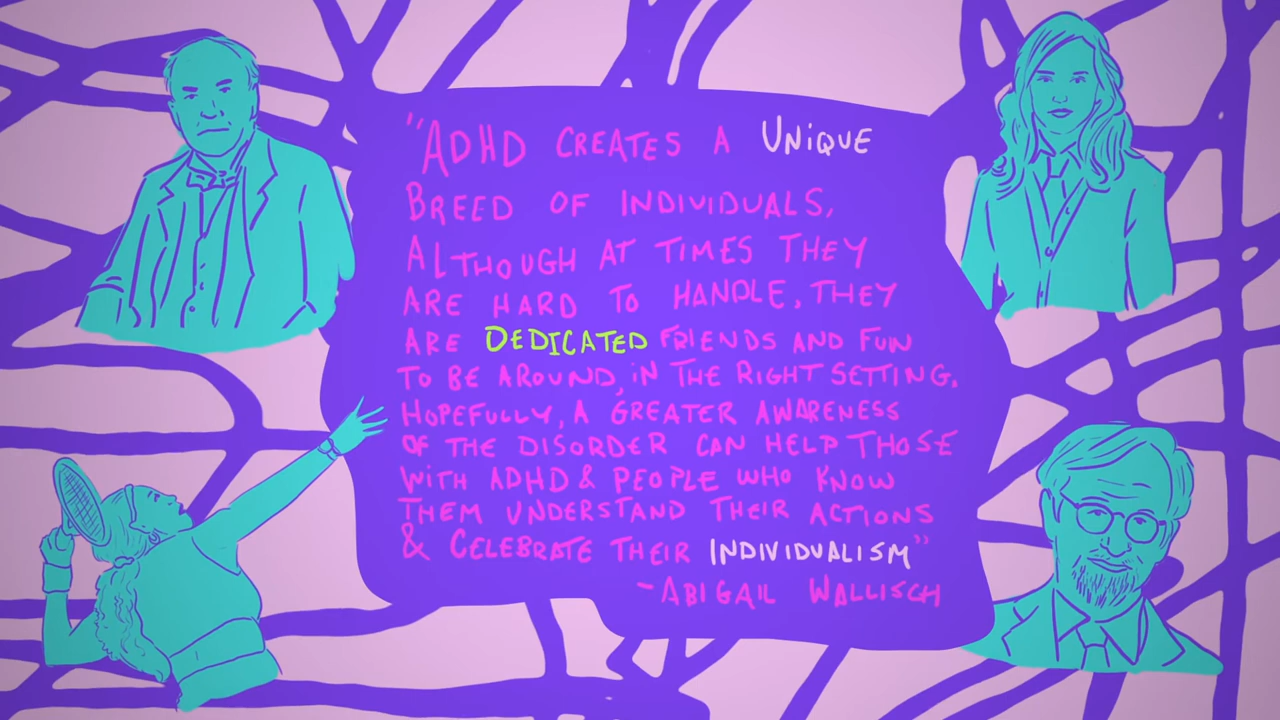 "ADHD CREATES A UNIQUE
BREED OF INDIVIDUALS,
ALTHOUGH AT TIMES THEY
ARE HARD TO HANDLE, THEY
ARE DEDICATED FRIENDS AND FUN
TO BE AROUND, IN THE RIGHT SETTING.
HOPEFULLY, A GREATER AWARENESS
OF THE DISORDER CAN HELP THOSE
WITH ADHD & PEOPLE WHO KNOW
THEM UNDERSTAND THEIR ACTIONS
& CELEBRATE THEIR INDIVIDUALISM"
-ABIGAIL WALLISCH